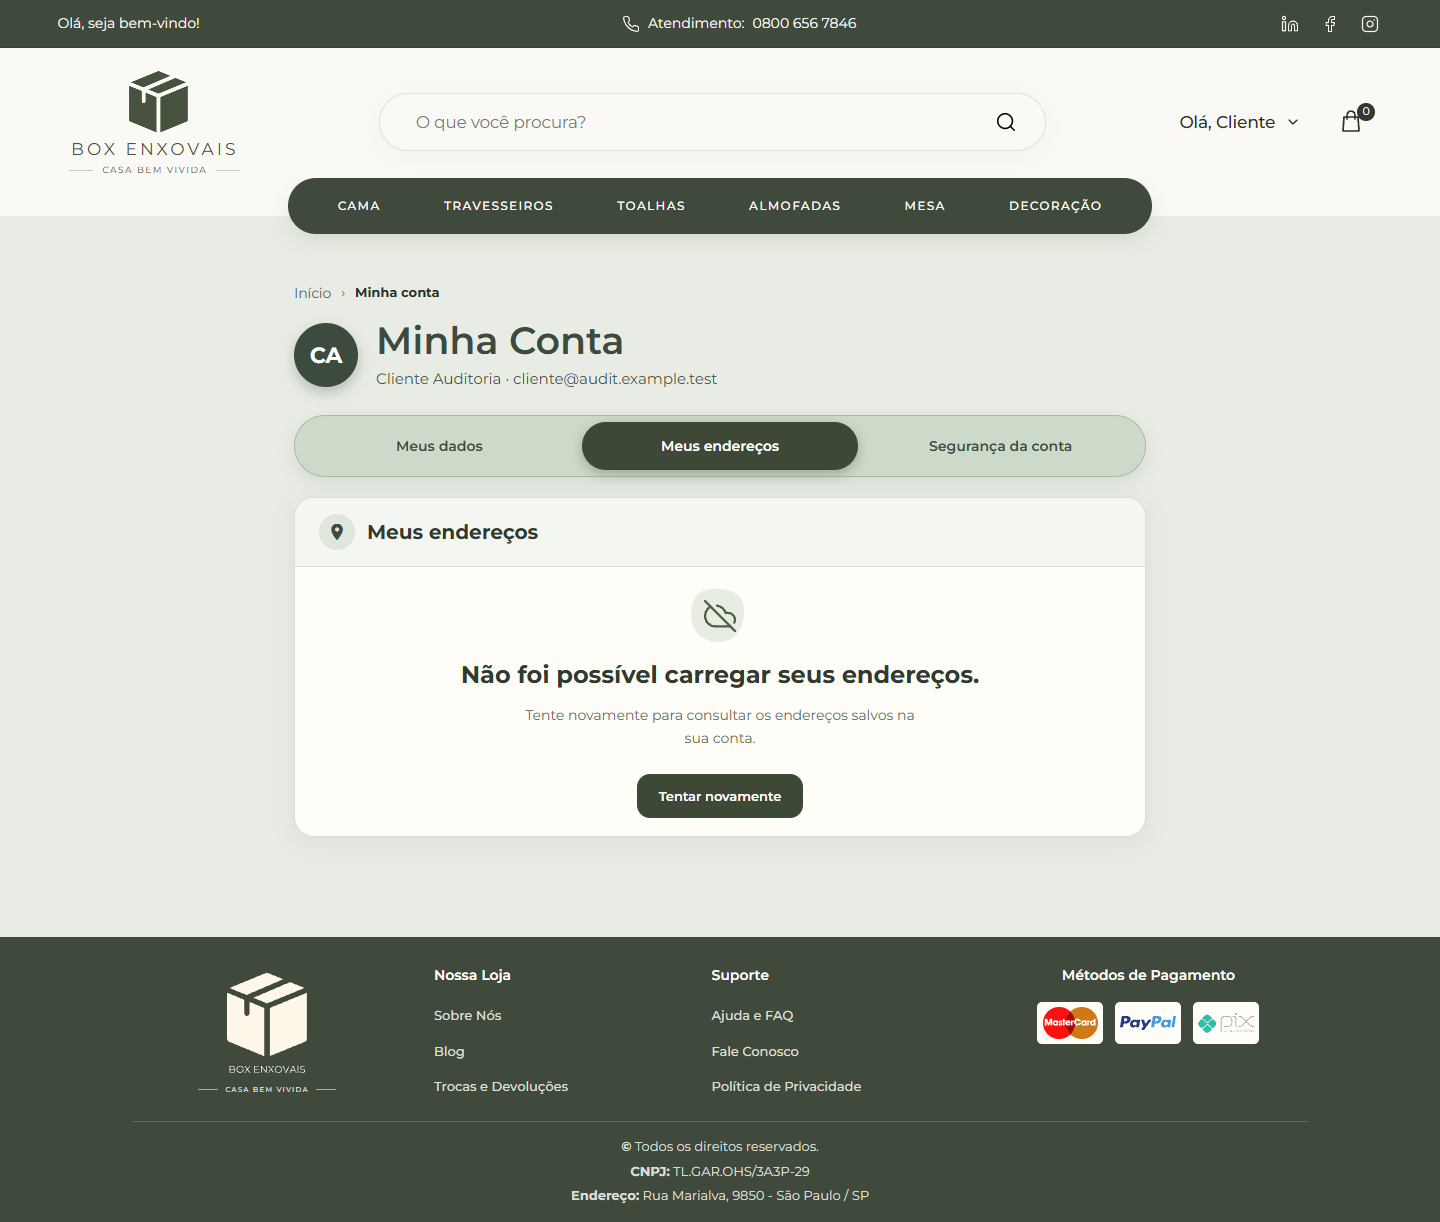 Olá, seja bem-vindo!
Atendimento: 0800 656 7846
BOX ENXOVAIS
CASA BEM VIVIDA
O que você procura?
Olá, Cliente
0
CAMA
TRAVESSEIROS
TOALHAS
ALMOFADAS
MESA
DECORAÇÃO
Início › Minha conta
CA
Minha Conta
Cliente Auditoria · cliente@audit.example.test
Meus dados
Meus endereços
Segurança da conta
Meus endereços
Não foi possível carregar seus endereços.
Tente novamente para consultar os endereços salvos na
sua conta.
Tentar novamente
BOX ENXOVAIS
CASA BEM VIVIDA
Nossa Loja
Sobre Nós
Blog
Trocas e Devoluções
Suporte
Ajuda e FAQ
Fale Conosco
Política de Privacidade
Métodos de Pagamento
MasterCard
PayPal
pix
© Todos os direitos reservados.
CNPJ: TL.GAR.OHS/3A3P-29
Endereço: Rua Marialva, 9850 - São Paulo / SP